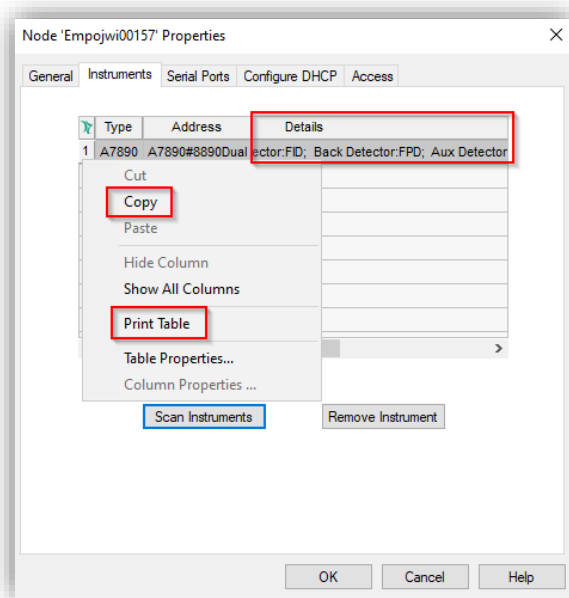 Node 'Empojwi00157' Properties
General Instruments Serial Ports Configure DHCP Access
Type Address Details
1 A7890 A7890#8890Dual ector:FID; Back Detector:FPD; Aux Detector
Cut
Copy
Paste
Hide Column
Show All Columns
Print Table
Table Properties...
Column Properties ...
Scan Instruments Remove Instrument
OK Cancel Help